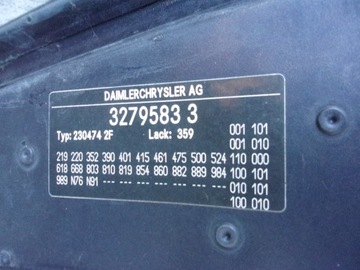 DAIMLERCHRYSLER AG
3279583 3
Typ: 230474 2F Lack: 359
001 101
001 010
219 220 352 390 401 415 461 475 500 524 110 000
618 668 803 810 819 854 860 882 889 984 100 101
989 N76 N91 --- --- --- --- --- --- --- 010 101
100 010